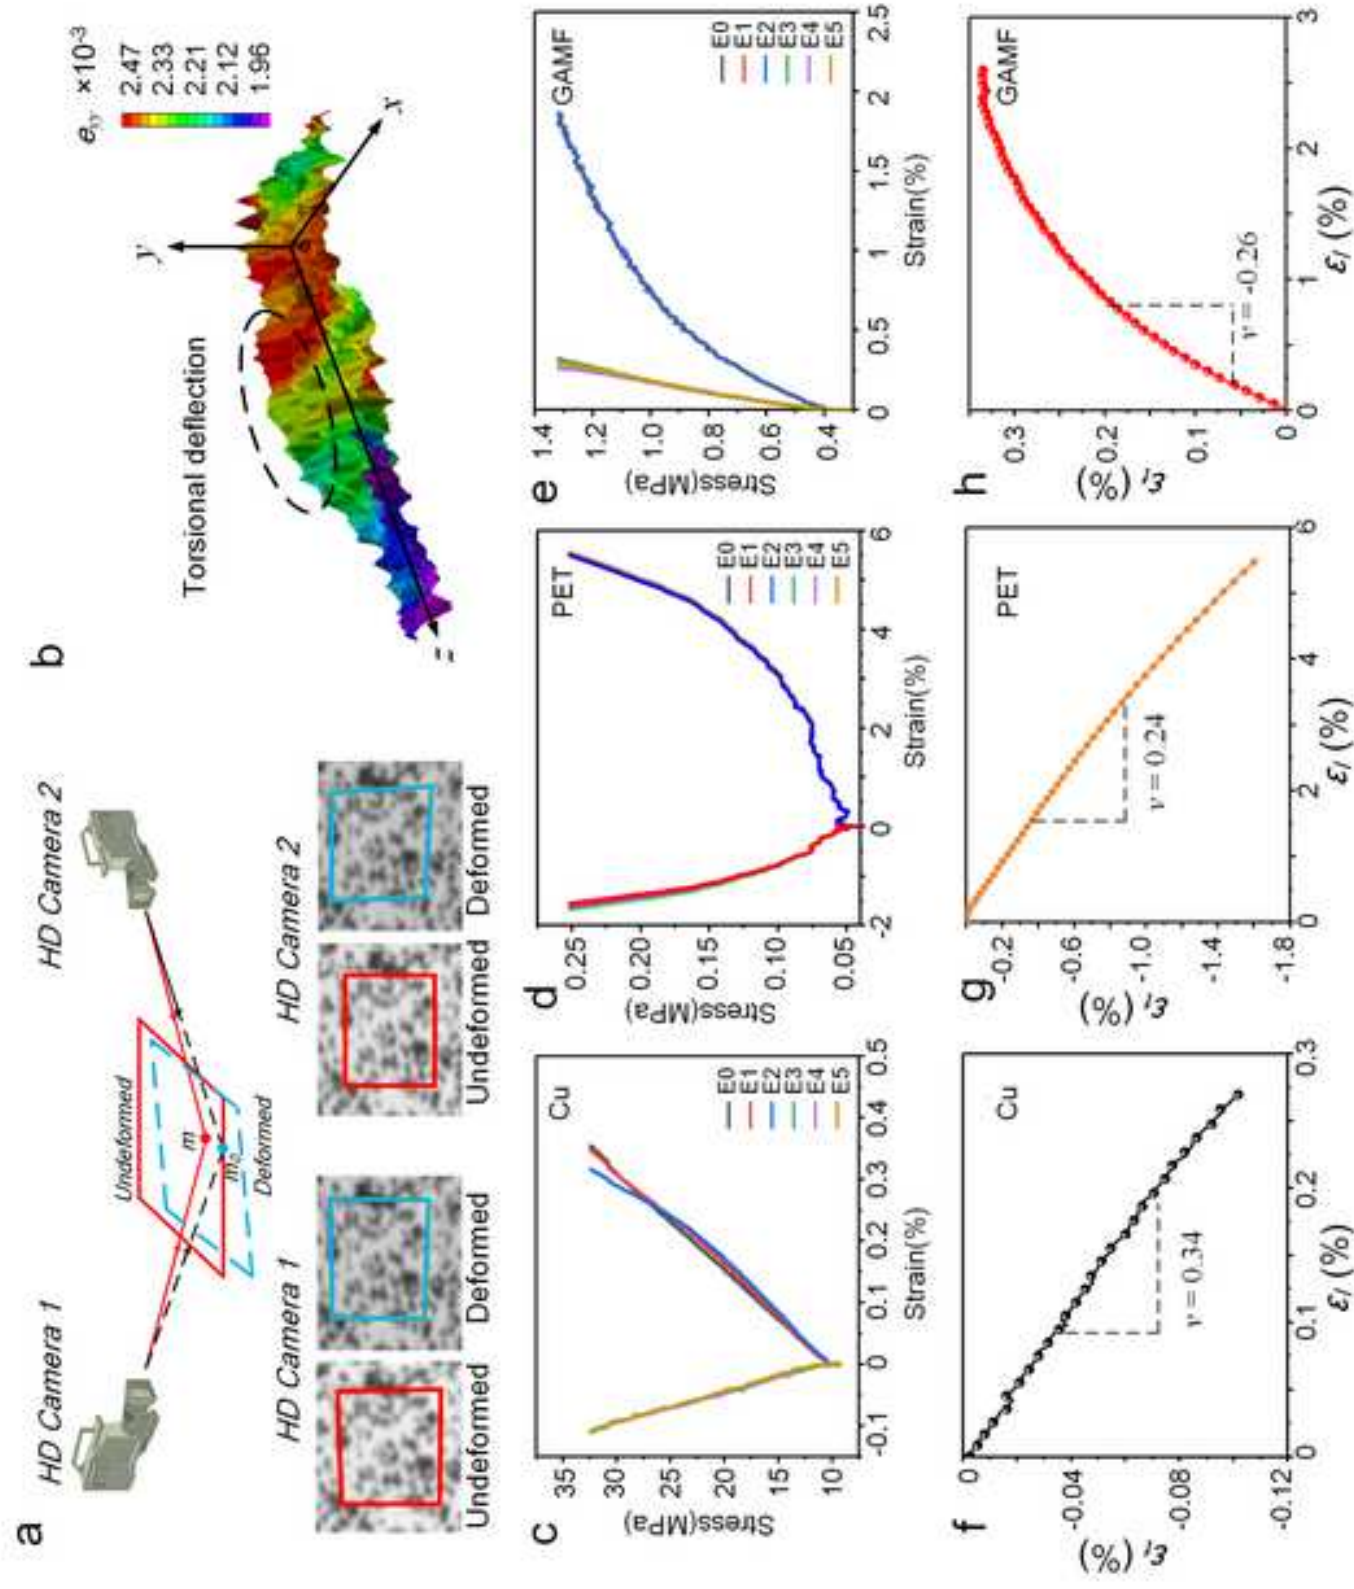 a
HD Camera 1
HD Camera 2
Undeformed
m
m₀
Deformed
HD Camera 1
HD Camera 2
Undeformed
Deformed
Undeformed
Deformed
b
Torsional deflection
y
x
z
eₓᵧ ×10⁻³
2.47
2.33
2.21
2.12
1.96
c
Cu
Stress(MPa)
35
30
25
20
15
10
-0.1
0
0.1
0.2
0.3
0.4
0.5
Strain(%)
E0
E1
E2
E3
E4
E5
d
PET
Stress(MPa)
0.25
0.20
0.15
0.10
0.05
-2
0
2
4
6
Strain(%)
E0
E1
E2
E3
E4
E5
e
GAMF
Stress(MPa)
1.4
1.2
1.0
0.8
0.6
0.4
0
0.5
1
1.5
2
2.5
Strain(%)
E0
E1
E2
E3
E4
E5
f
Cu
εₜ (%)
0
-0.04
-0.08
-0.12
0
0.1
0.2
0.3
εₗ (%)
ν = 0.34
g
PET
εₜ (%)
-0.2
-0.6
-1.0
-1.4
-1.8
0
2
4
6
εₗ (%)
ν = 0.24
h
GAMF
εₜ (%)
0.3
0.2
0.1
0
0
1
2
3
εₗ (%)
ν = -0.26